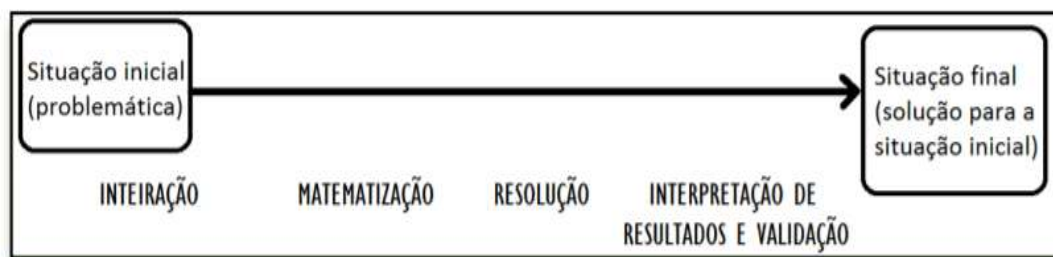 Situação inicial
(problemática)
Situação final
(solução para a
situação inicial)
INTEIRAÇÃO
MATEMATIZAÇÃO
RESOLUÇÃO
INTERPRETAÇÃO DE
RESULTADOS E VALIDAÇÃO